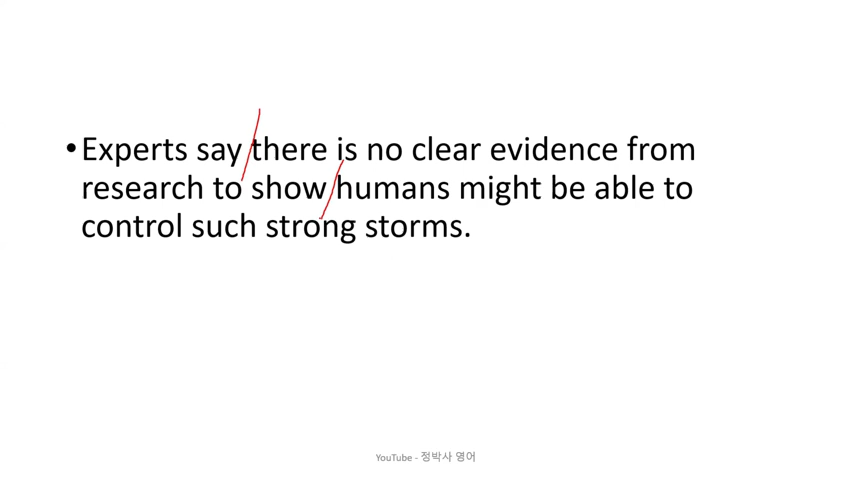 •Experts say there is no clear evidence from
research to show humans might be able to
control such strong storms.
YouTube - 정박사 영어